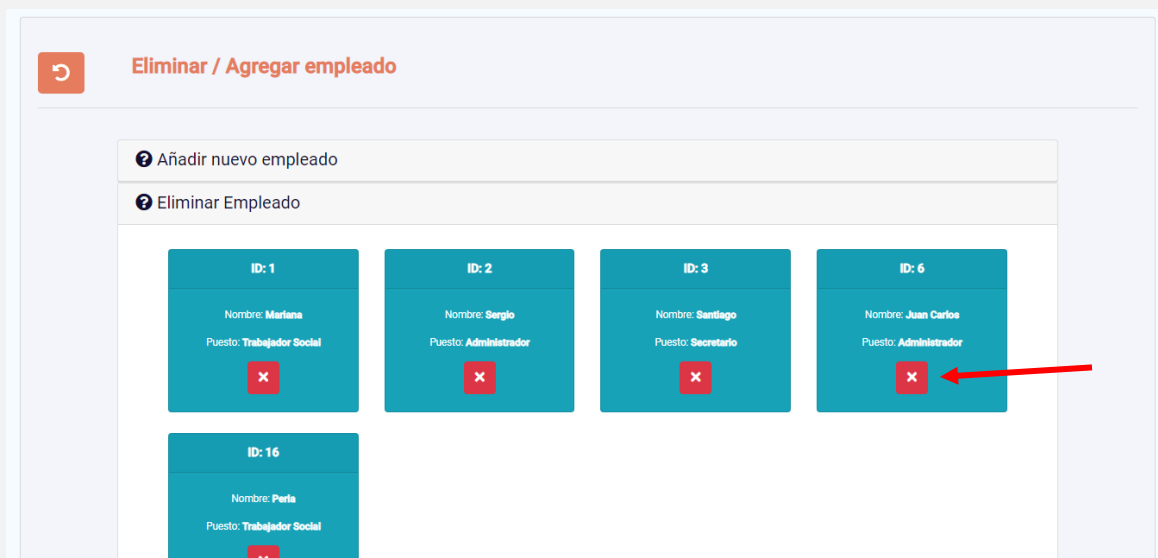 Eliminar / Agregar empleado
Añadir nuevo empleado
Eliminar Empleado
ID: 1
Nombre: Mariana
Puesto: Trabajador Social
ID: 2
Nombre: Sergio
Puesto: Administrador
ID: 3
Nombre: Santiago
Puesto: Secretario
ID: 6
Nombre: Juan Carlos
Puesto: Administrador
ID: 16
Nombre: Perla
Puesto: Trabajador Social